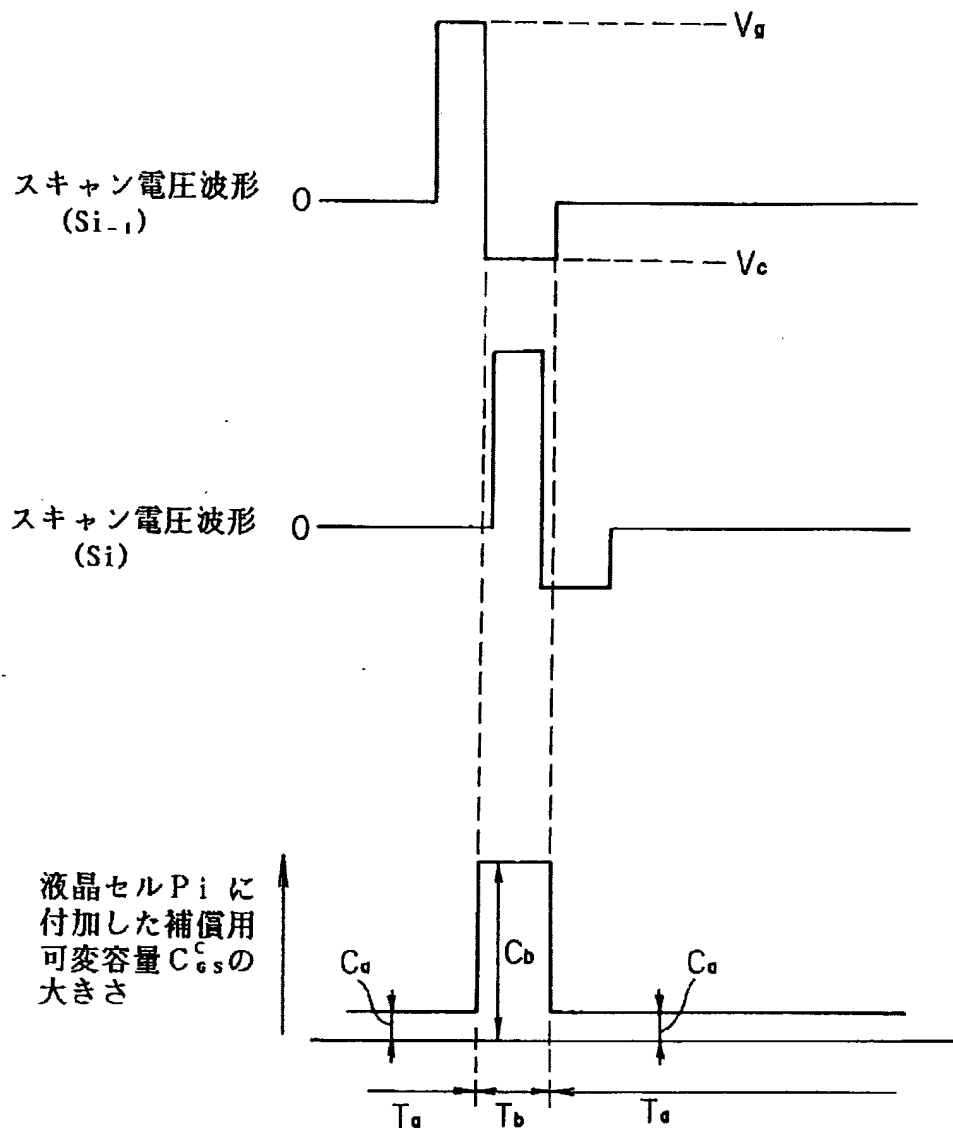 Vg
スキャン電圧波形
(Si-1)
0
Vc
スキャン電圧波形
(Si)
0
液晶セルPiに
付加した補償用
可変容量C^C_GSの
大きさ
Ca
Cb
Ca
Ta
Tb
Ta